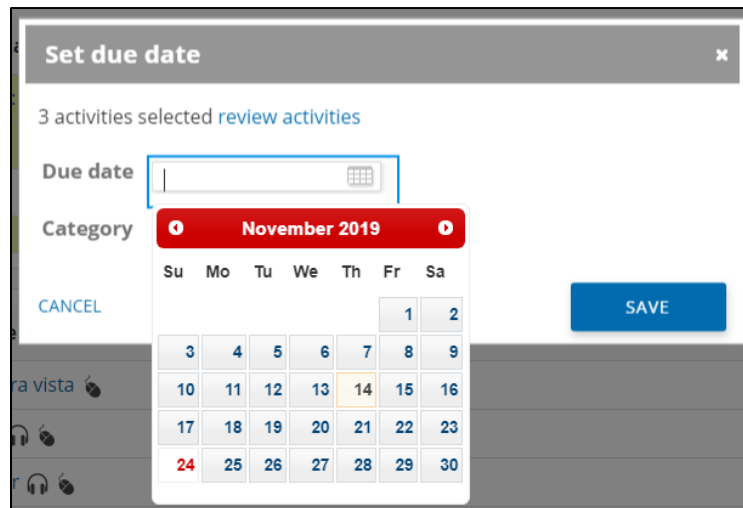 Set due date
3 activities selected review activities
Due date
Category
November 2019
Su Mo Tu We Th Fr Sa
1 2
3 4 5 6 7 8 9
10 11 12 13 14 15 16
17 18 19 20 21 22 23
24 25 26 27 28 29 30
CANCEL
SAVE
ra vista
r